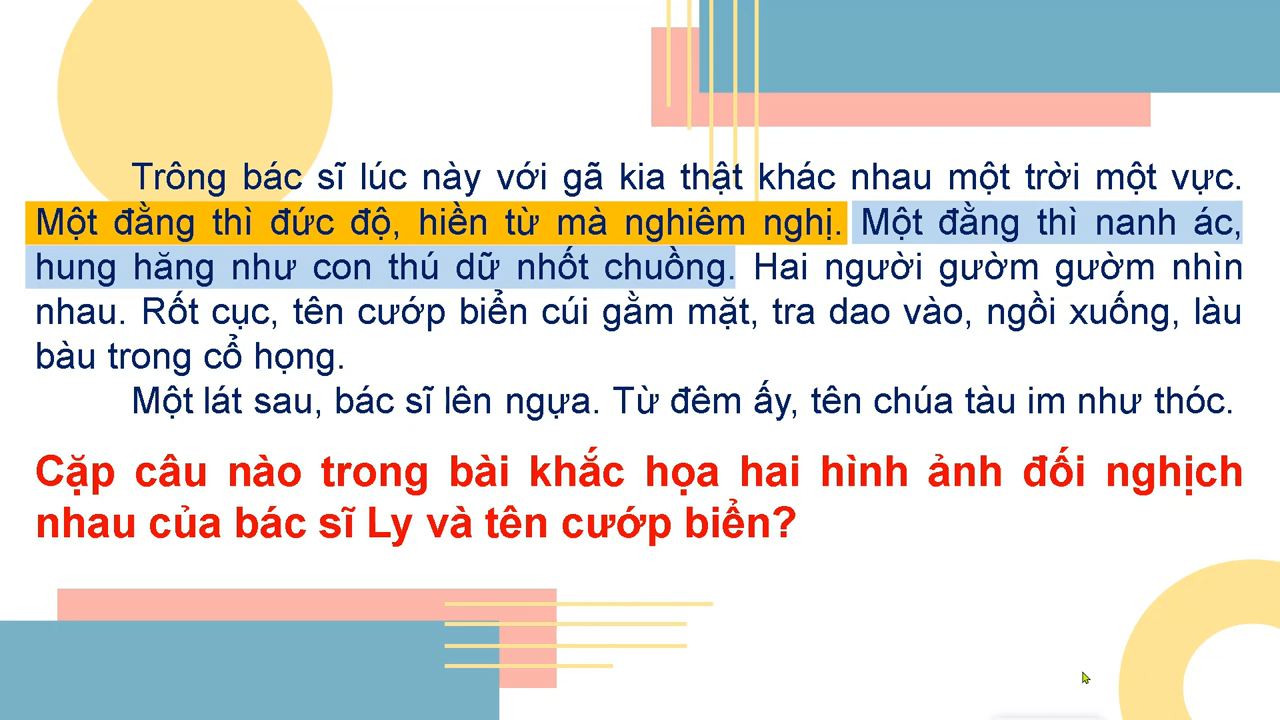 Trông bác sĩ lúc này với gã kia thật khác nhau một trời một vực.
Một đằng thì đức độ, hiền từ mà nghiêm nghị. Một đằng thì nanh ác,
hung hăng như con thú dữ nhốt chuồng. Hai người gườm gườm nhìn
nhau. Rốt cục, tên cướp biển cúi gằm mặt, tra dao vào, ngồi xuống, làu
bàu trong cổ họng.
Một lát sau, bác sĩ lên ngựa. Từ đêm ấy, tên chúa tàu im như thóc.
Cặp câu nào trong bài khắc họa hai hình ảnh đối nghịch
nhau của bác sĩ Ly và tên cướp biển?